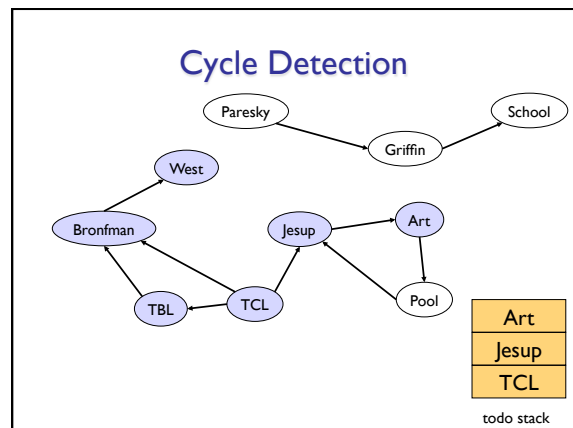 Cycle Detection
Paresky
School
Griffin
West
Bronfman
Jesup
Art
TBL
TCL
Pool
Art
Jesup
TCL
todo stack